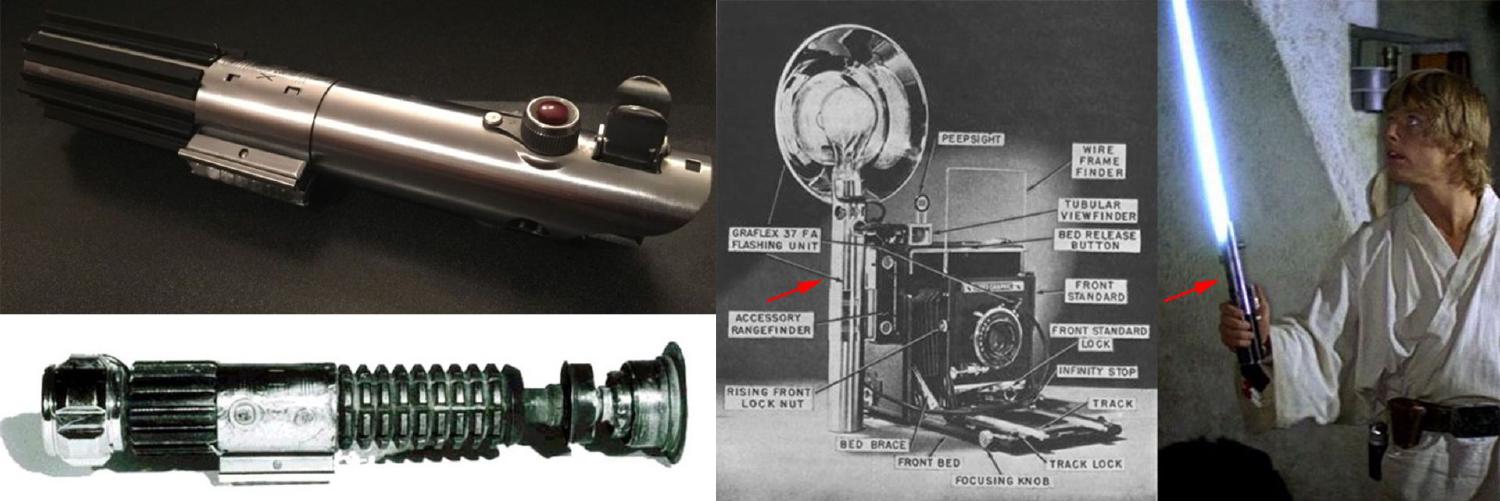 PEEPSIGHT
WIRE
FRAME
FINDER
TUBULAR
VIEWFINDER
GRAFLEX 37 FA
FLASHING UNIT
BED RELEASE
BUTTON
FRONT
STANDARD
ACCESSORY
RANGEFINDER
FRONT STANDARD
LOCK
INFINITY STOP
RISING FRONT
LOCK NUT
TRACK
BED BRACE
FRONT BED
TRACK LOCK
FOCUSING KNOB